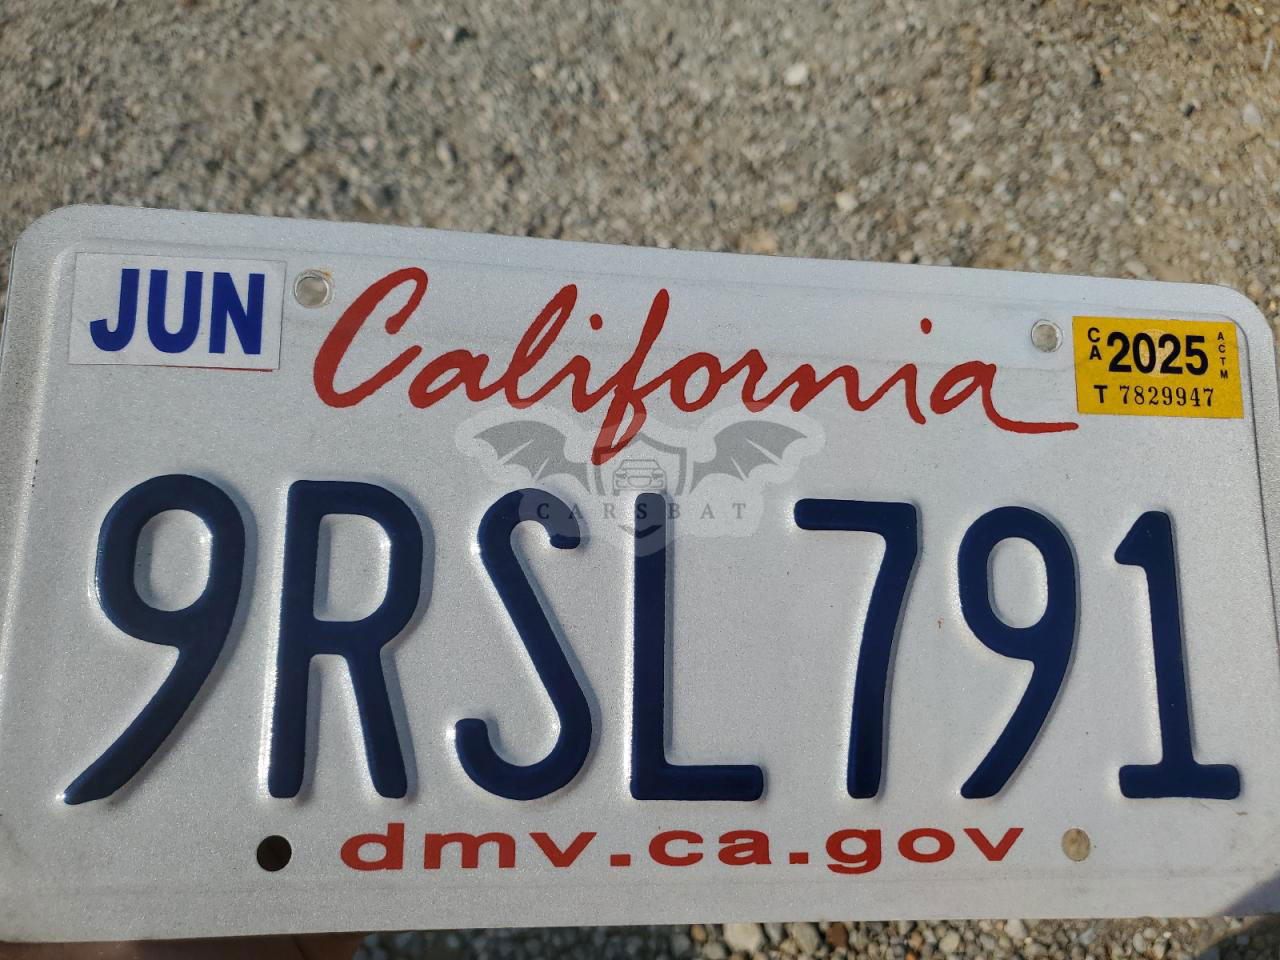 JUN
California
CA 2025 ACTM
T 7829947
CARSBAT
9RSL791
dmv.ca.gov